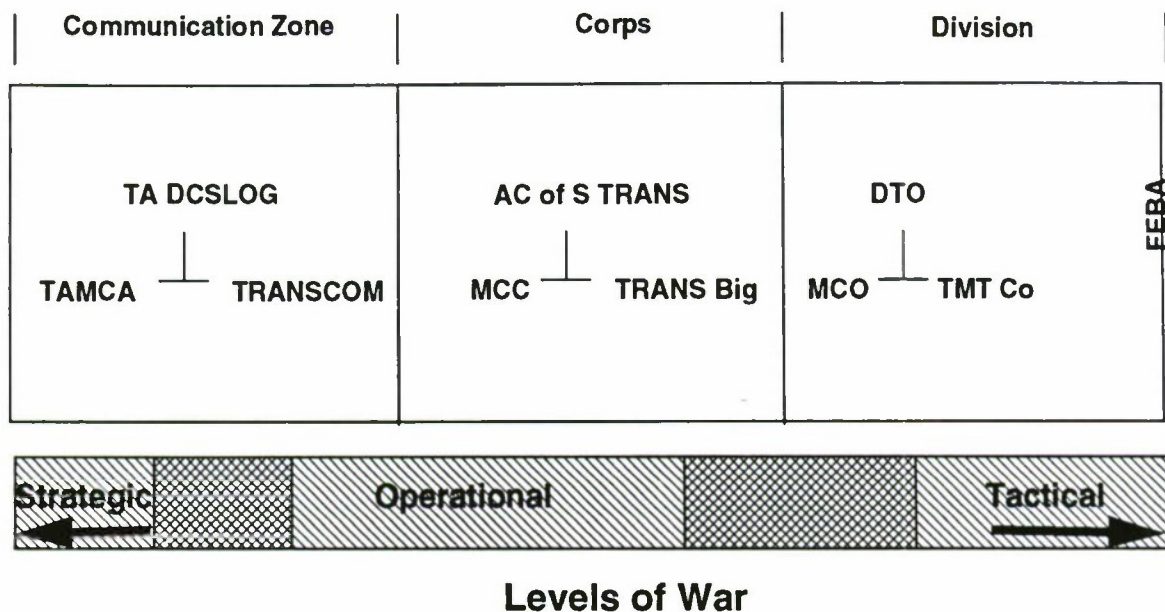 Communication Zone Corps Division
TA DCSLOG AC of S TRANS DTO
FEBA
TAMCA TRANSCOM MCC TRANS Big MCO TMT Co
Strategic Operational Tactical
Levels of War